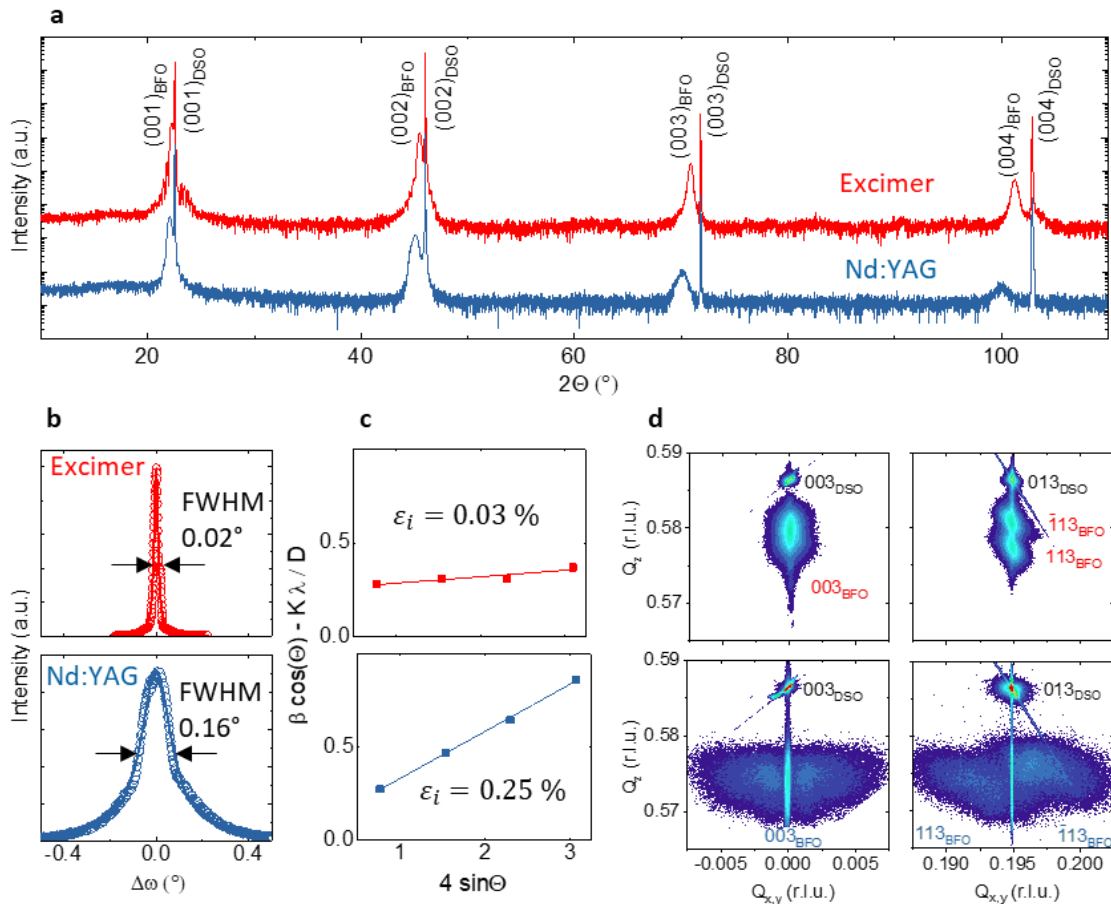 a
Intensity (a.u.)
(001)BFO
(001)DSO
(002)BFO
(002)DSO
(003)BFO
(003)DSO
(004)BFO
(004)DSO
Excimer
Nd:YAG
20 40 60 80 100
2Θ (°)
b
Intensity (a.u.)
Excimer
FWHM
0.02°
Nd:YAG
FWHM
0.16°
-0.4 0.0 0.4
Δω (°)
c
β cos(Θ) - K λ / D
0.5
0.0
εi = 0.03 %
0.5
0.0
εi = 0.25 %
1 2 3
4 sinΘ
d
Qz (r.l.u.)
0.59
0.58
0.57
003DSO
003BFO
013DSO
1̄13BFO
113BFO
Qz (r.l.u.)
0.59
0.58
0.57
003DSO
003BFO
013DSO
113BFO
1̄13BFO
-0.005 0.000 0.005
Qx,y (r.l.u.)
0.190 0.195 0.200
Qx,y (r.l.u.)